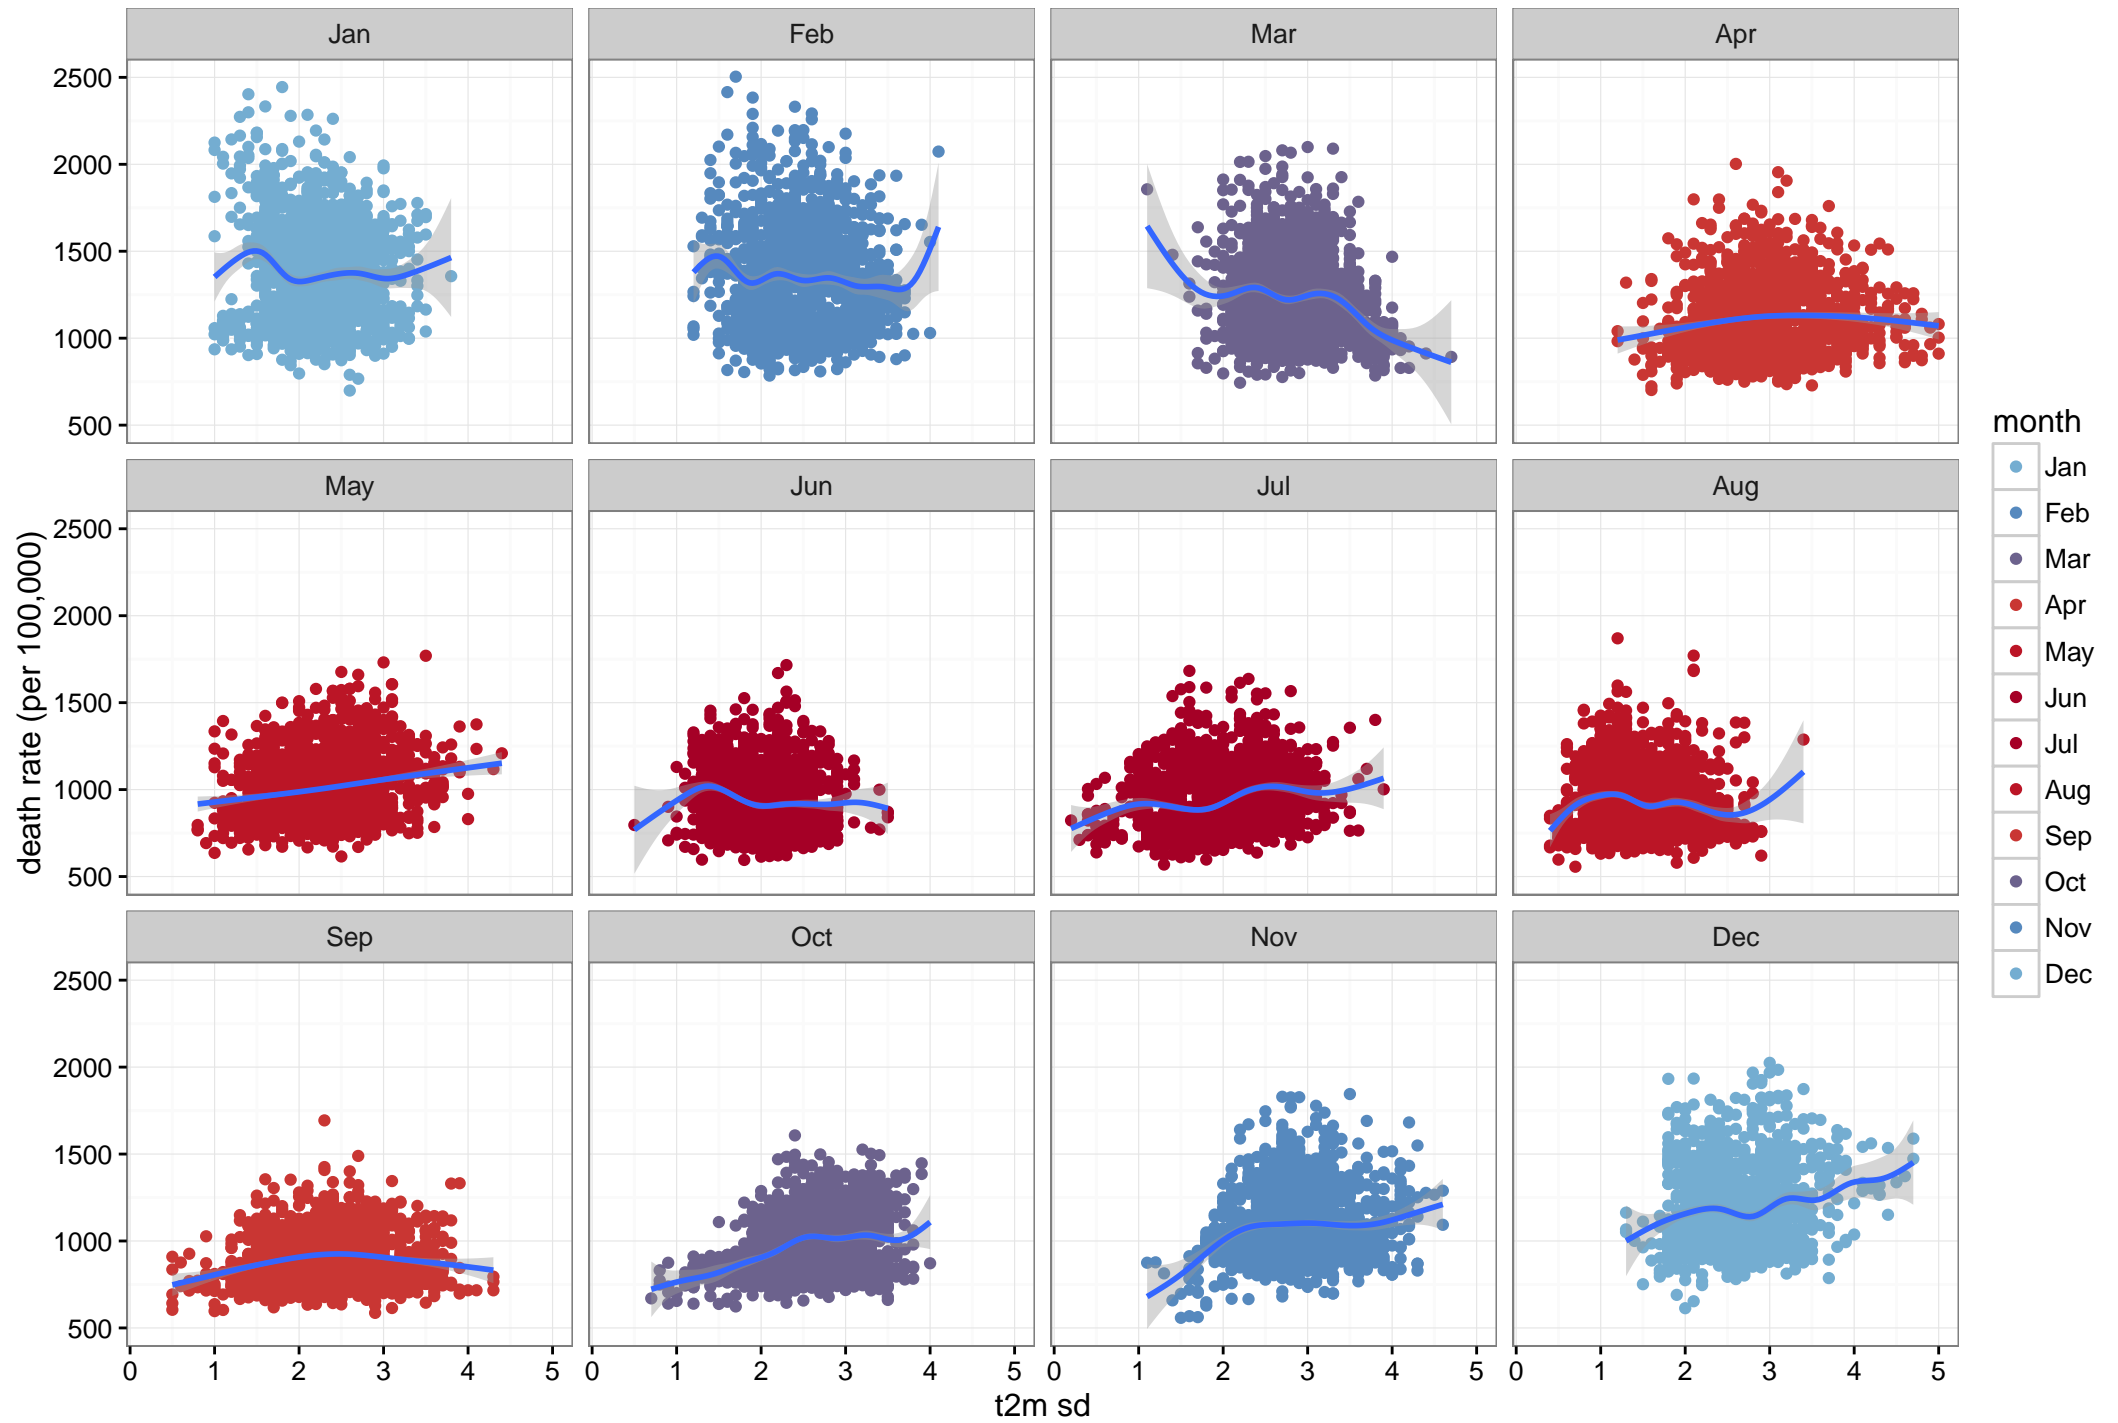 Jan Feb Mar Apr
2500
2000
1500
1000
500
May Jun Jul Aug
2500
2000
1500
1000
500
Sep Oct Nov Dec
2500
2000
1500
1000
500
0 1 2 3 4 5 0 1 2 3 4 5 0 1 2 3 4 5 0 1 2 3 4 5
t2m sd
death rate (per 100,000)
month
Jan
Feb
Mar
Apr
May
Jun
Jul
Aug
Sep
Oct
Nov
Dec